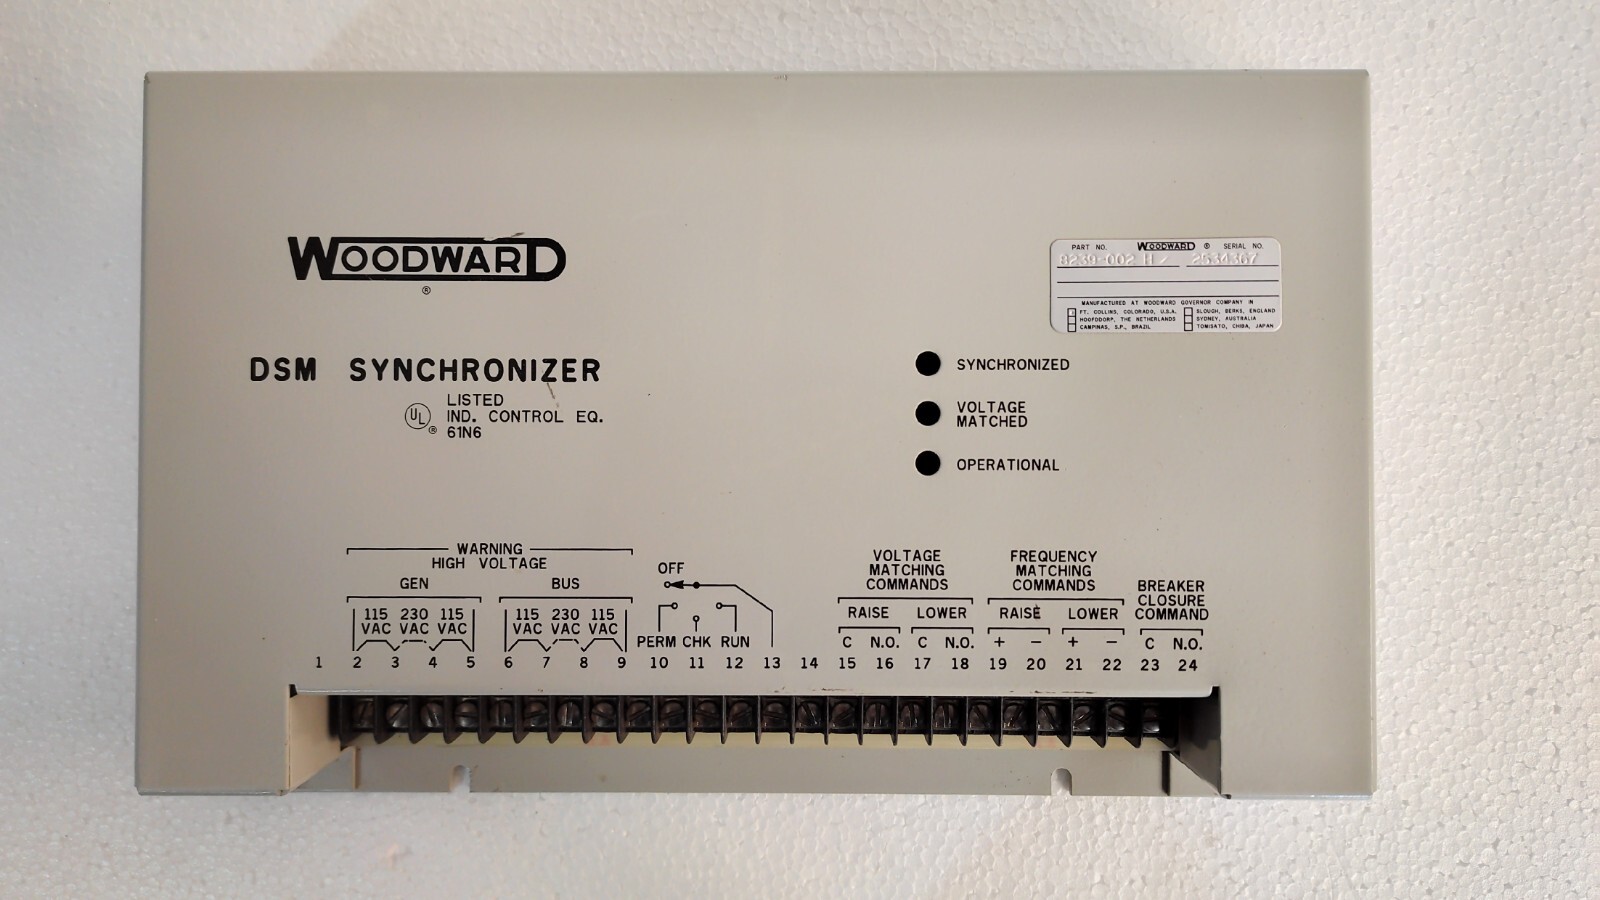 WOODWARD
®
DSM SYNCHRONIZER
UL ® LISTED
IND. CONTROL EQ.
61N6
PART NO. WOODWARD ® SERIAL NO.
8239-002 H 2534367
MANUFACTURED AT WOODWARD GOVERNOR COMPANY IN
FT. COLLINS, COLORADO, U.S.A. SLOUGH, BERKS, ENGLAND
HOOFDDORP, THE NETHERLANDS SYDNEY, AUSTRALIA
CAMPINAS, S.P., BRAZIL TOMISATO, CHIBA, JAPAN
SYNCHRONIZED
VOLTAGE
MATCHED
OPERATIONAL
WARNING
HIGH VOLTAGE
GEN BUS
115 230 115 115 230 115
VAC VAC VAC VAC VAC VAC
OFF
PERM CHK RUN
VOLTAGE
MATCHING
COMMANDS
RAISE LOWER
C N.O. C N.O.
FREQUENCY
MATCHING
COMMANDS
RAISE LOWER
+ − + −
BREAKER
CLOSURE
COMMAND
C N.O.
1 2 3 4 5 6 7 8 9 10 11 12 13 14 15 16 17 18 19 20 21 22 23 24